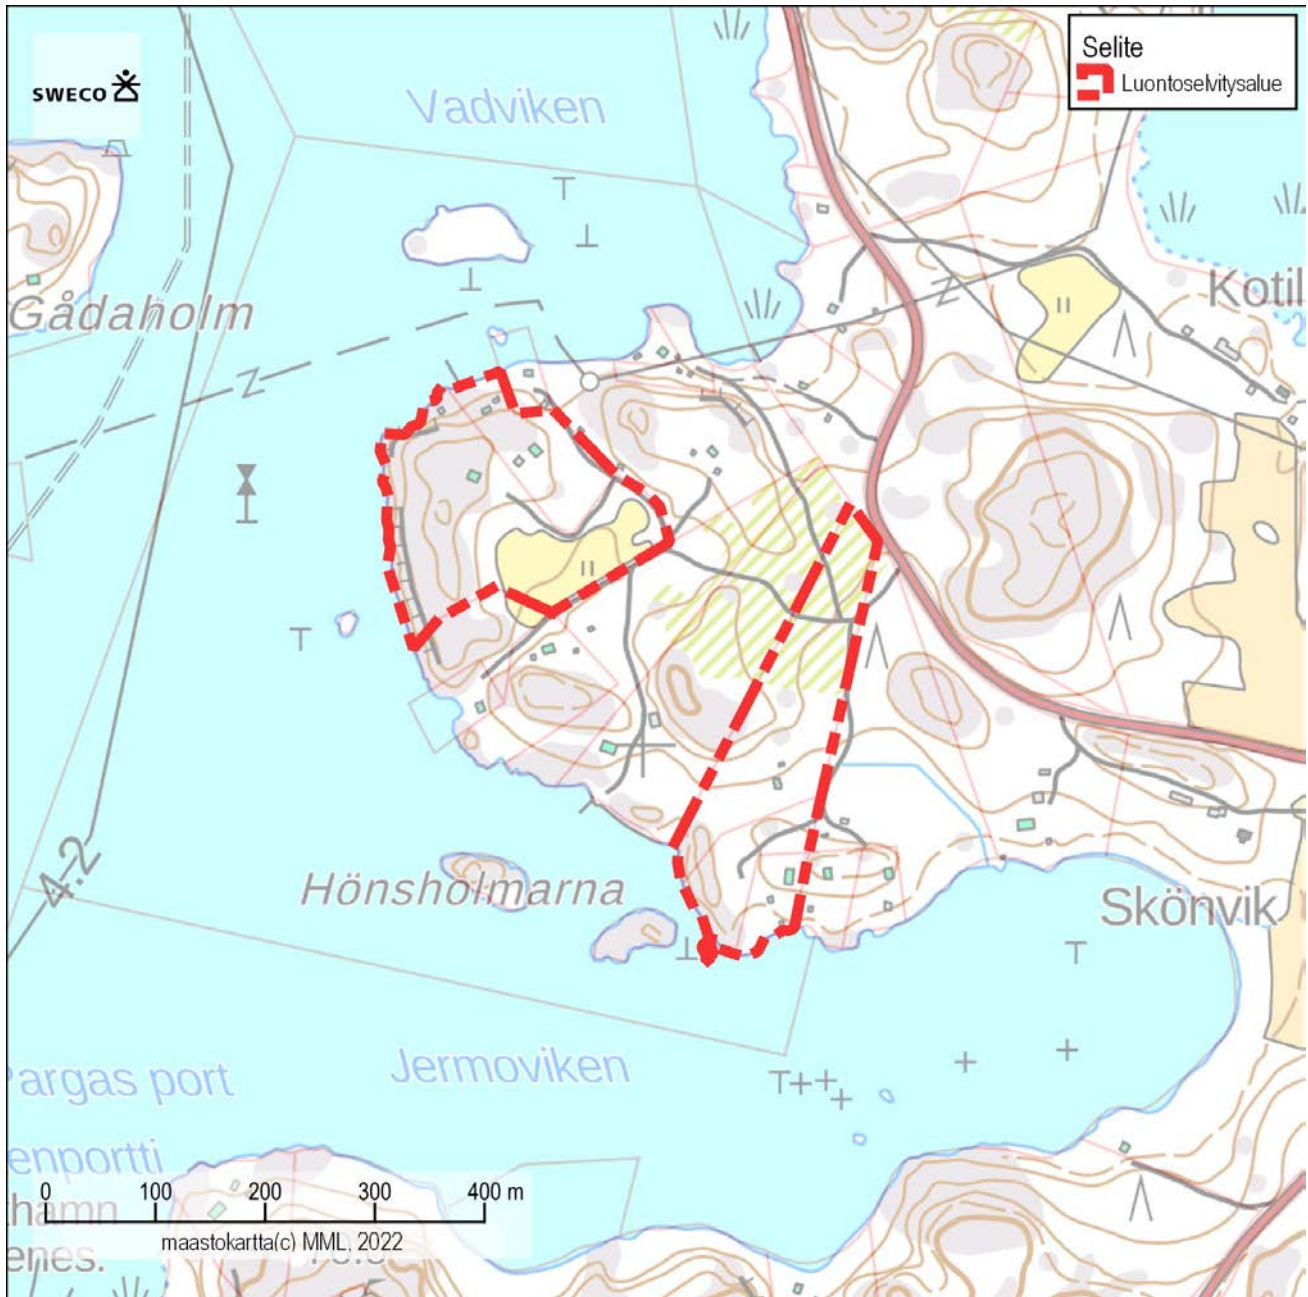 SWECO
Selite
Luontoselvitysalue
Vadviken
Gådaholm
Z
Z
Kotil
4.2
Hönsholmarna
Skönvik
Jermoviken
Pargas port
enportti
0 100 200 300 400 m
thamn
maastokartta(c) MML, 2022
enes.